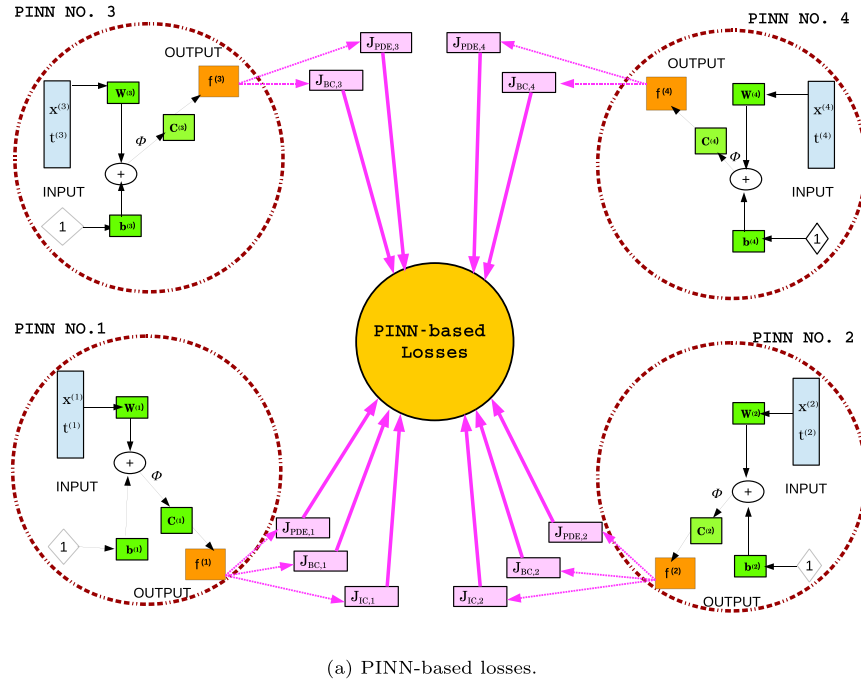 PINN NO. 3
OUTPUT
x⁽³⁾
t⁽³⁾
W⁽³⁾
f⁽³⁾
C⁽³⁾
Φ
+
INPUT
1
b⁽³⁾
J_PDE,3
J_BC,3
PINN NO. 4
J_PDE,4
J_BC,4
OUTPUT
f⁽⁴⁾
W⁽⁴⁾
x⁽⁴⁾
t⁽⁴⁾
C⁽⁴⁾
Φ
+
INPUT
b⁽⁴⁾
1
PINN-based
Losses
PINN NO.1
x⁽¹⁾
t⁽¹⁾
W⁽¹⁾
+
Φ
INPUT
C⁽¹⁾
1
b⁽¹⁾
f⁽¹⁾
OUTPUT
J_PDE,1
J_BC,1
J_IC,1
PINN NO. 2
x⁽²⁾
t⁽²⁾
W⁽²⁾
+
Φ
INPUT
C⁽²⁾
f⁽²⁾
b⁽²⁾
1
OUTPUT
J_PDE,2
J_BC,2
J_IC,2
(a) PINN-based losses.